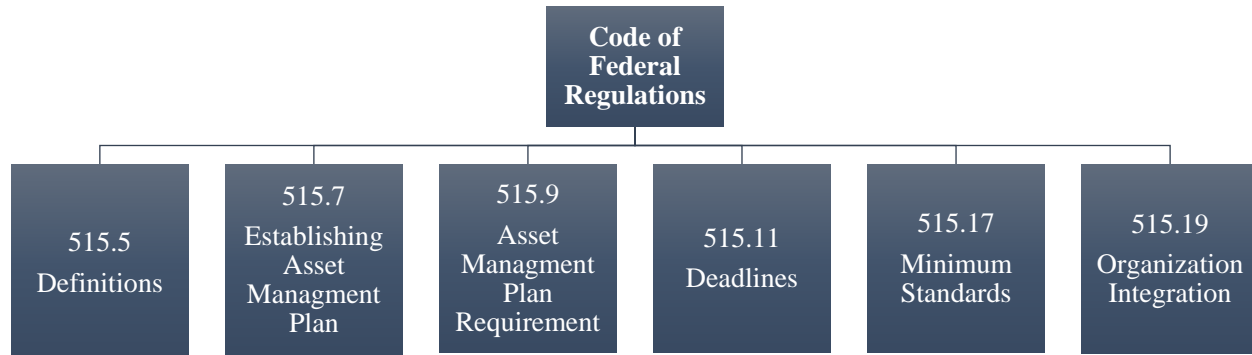 Code of
Federal
Regulations
515.5
Definitions
515.7
Establishing
Asset
Managment
Plan
515.9
Asset
Managment
Plan
Requirement
515.11
Deadlines
515.17
Minimum
Standards
515.19
Organization
Integration